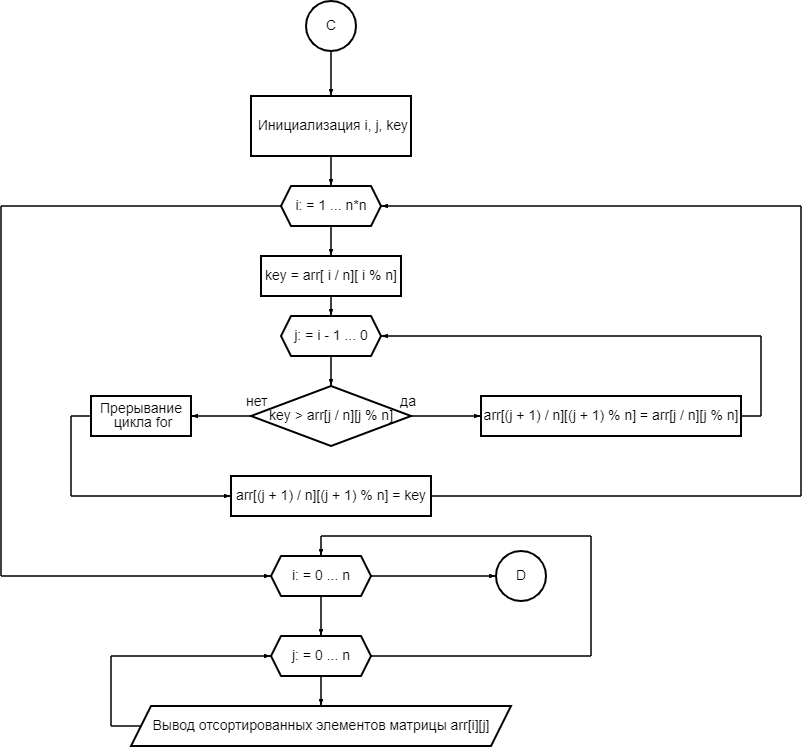 C
Инициализация i, j, key
i: = 1 ... n*n
key = arr[ i / n][ i % n]
j: = i - 1 ... 0
нет
да
key > arr[j / n][j % n]
Прерывание
цикла for
arr[(j + 1) / n][(j + 1) % n] = arr[j / n][j % n]
arr[(j + 1) / n][(j + 1) % n] = key
i: = 0 ... n
D
j: = 0 ... n
Вывод отсортированных элементов матрицы arr[i][j]